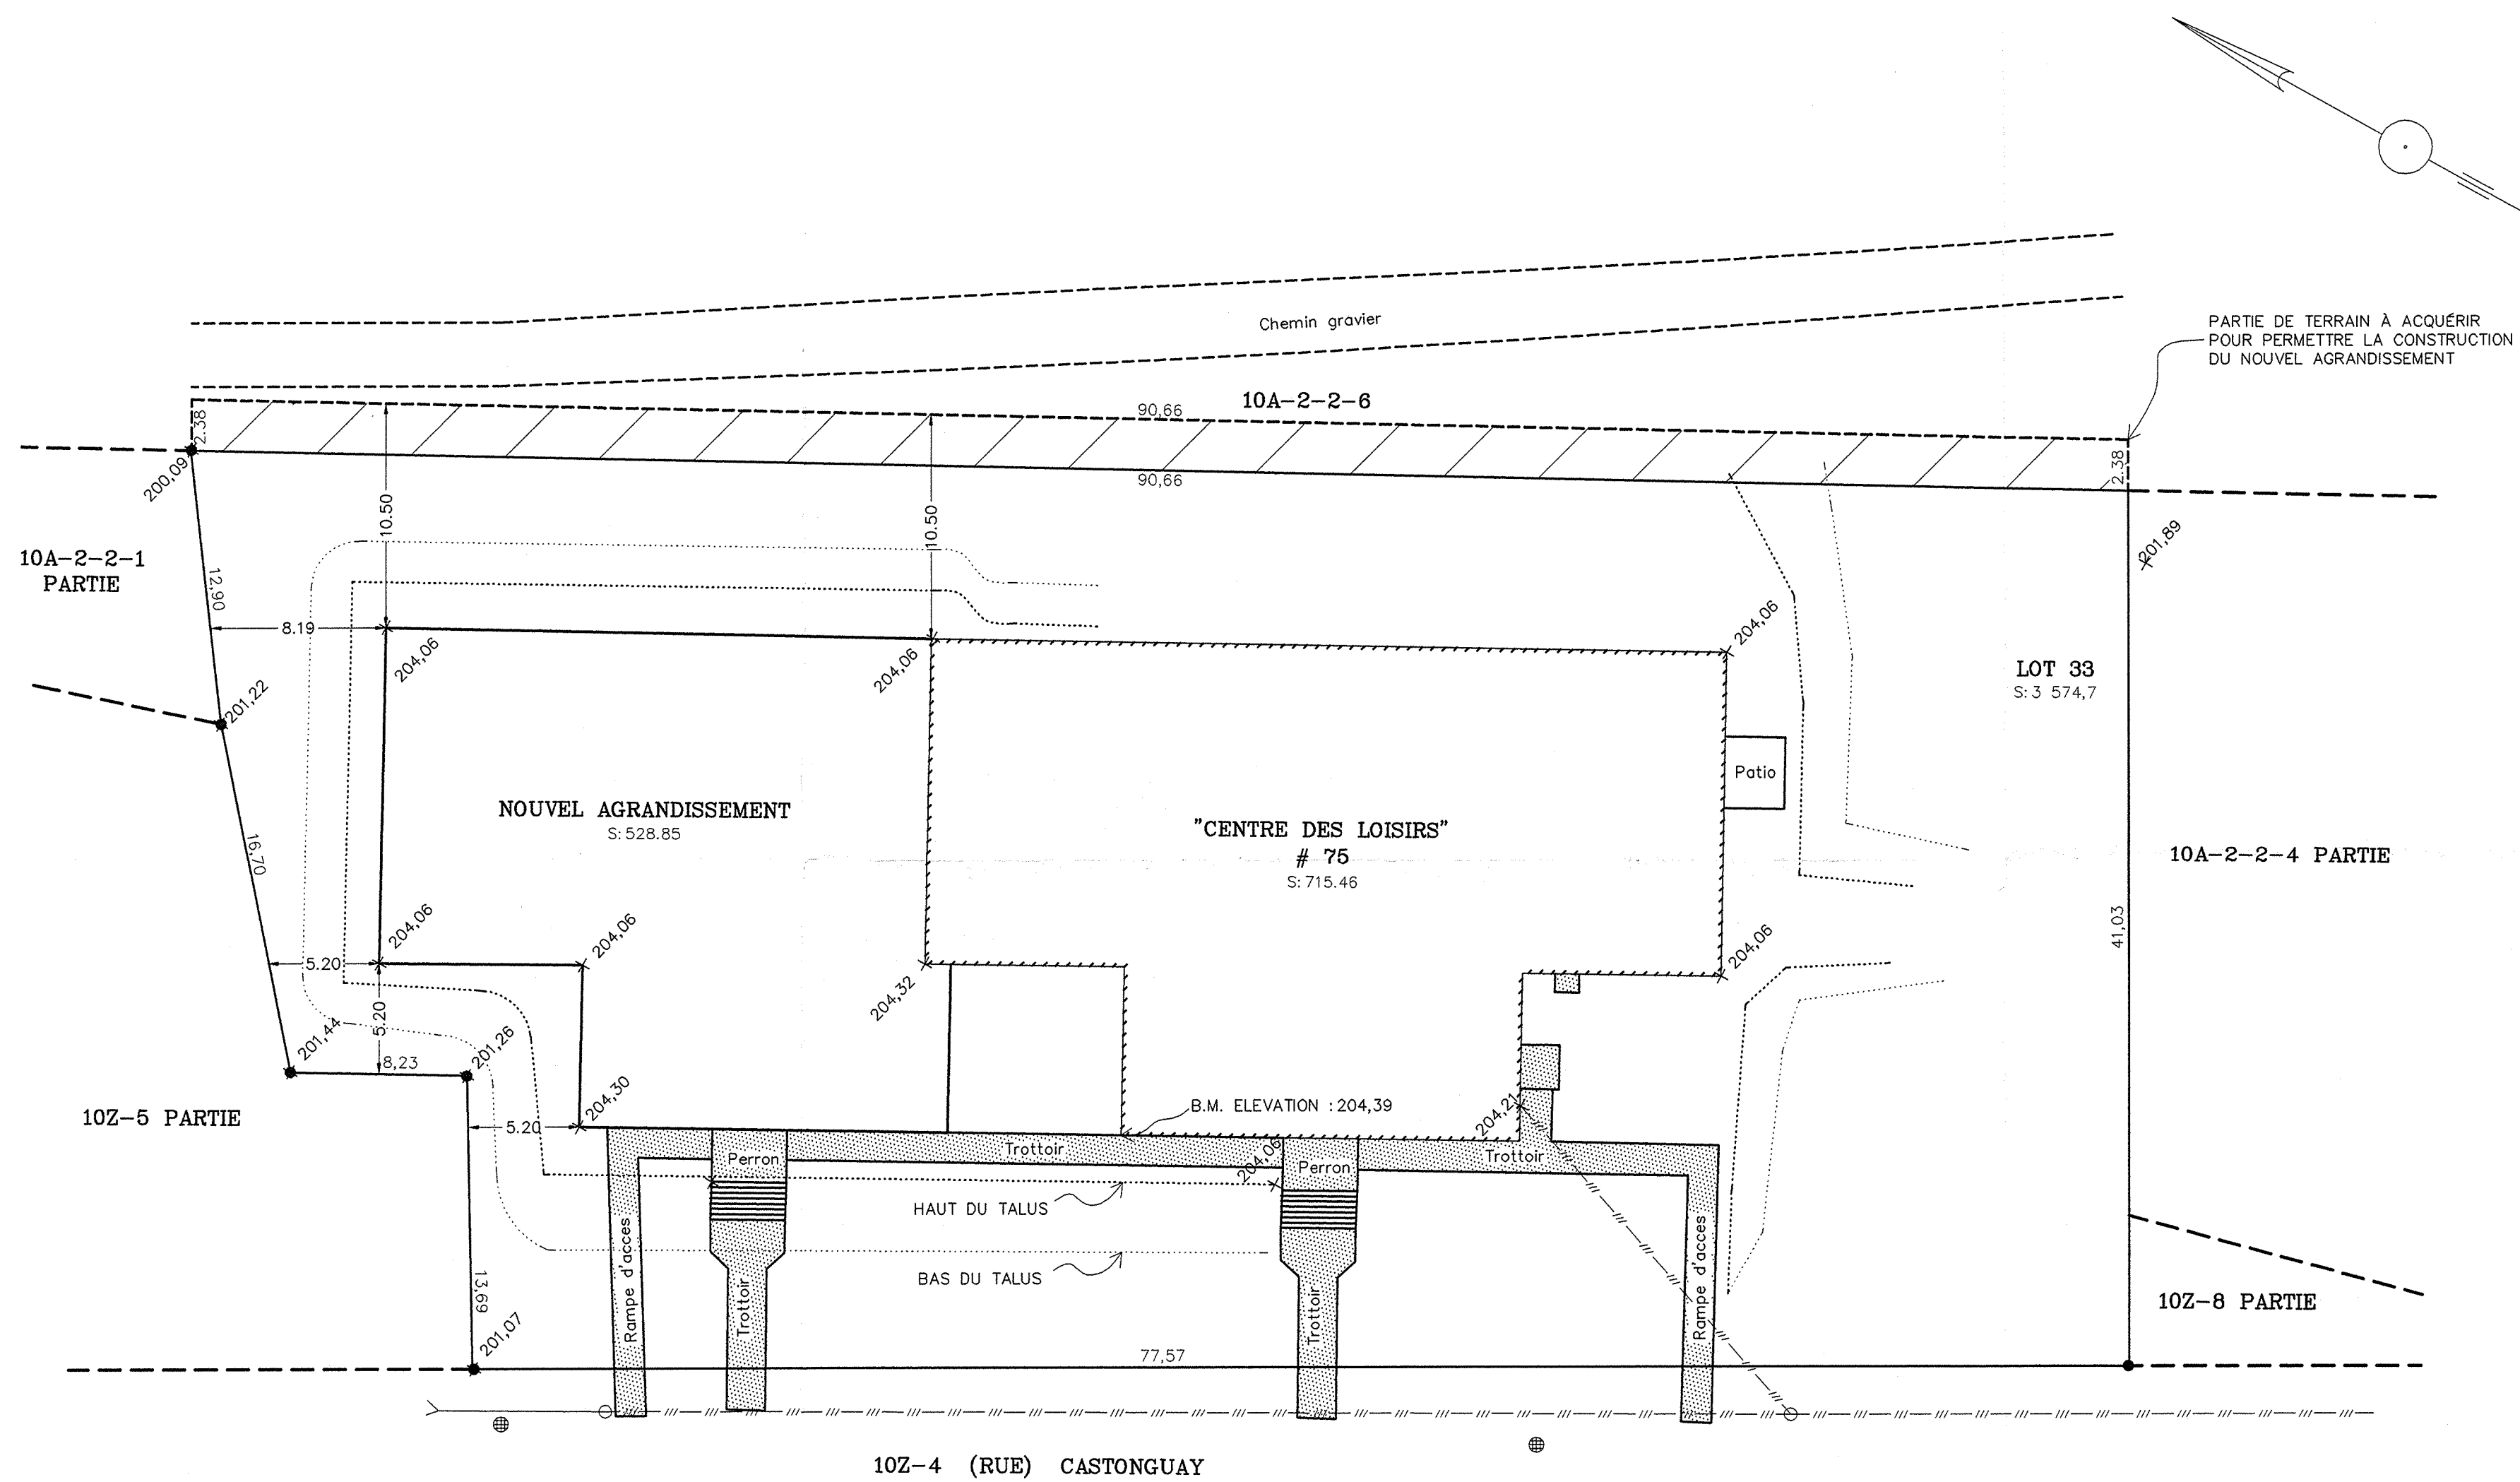 Chemin gravier
PARTIE DE TERRAIN À ACQUÉRIR
POUR PERMETTRE LA CONSTRUCTION
DU NOUVEL AGRANDISSEMENT
10A-2-2-6
90,66
2.38
90,66
2.38
200,09
10.50
10.50
201,89
10A-2-2-1
PARTIE
12,90
8.19
204,06
204,06
204,06
LOT 33
S: 3 574,7
201,22
Patio
NOUVEL AGRANDISSEMENT
S: 528.85
"CENTRE DES LOISIRS"
# 75
S: 715.46
16,70
10A-2-2-4 PARTIE
41,03
204,06
204,06
204,06
5.20
204,32
5.20
201,44
8,23
201,26
10Z-5 PARTIE
204,30
B.M. ELEVATION : 204,39
204,21
5.20
Perron
Trottoir
204,06
Perron
Trottoir
HAUT DU TALUS
BAS DU TALUS
Rampe d'acces
Trottoir
Trottoir
Rampe d'acces
13,69
10Z-8 PARTIE
201,07
77,57
10Z-4 (RUE) CASTONGUAY